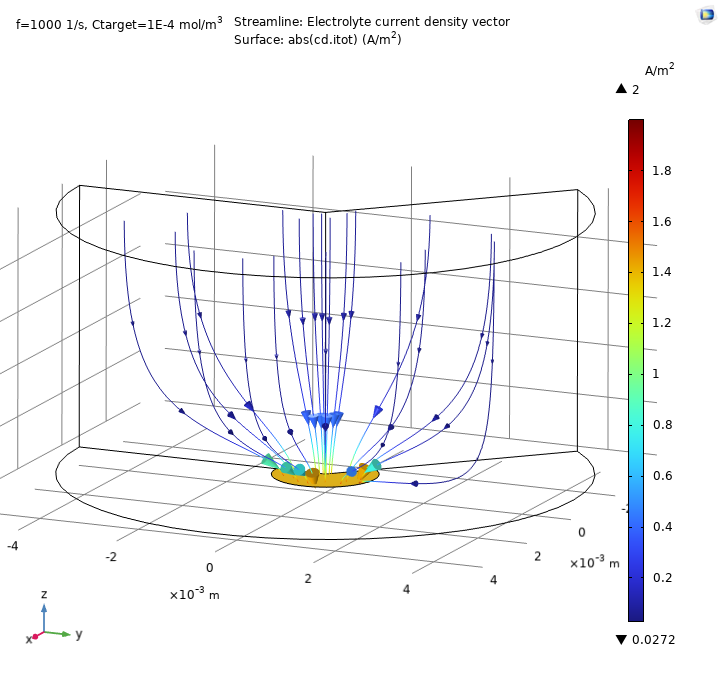 f=1000 1/s, Ctarget=1E-4 mol/m³ Streamline: Electrolyte current density vector
Surface: abs(cd.itot) (A/m²)
A/m²
▲ 2
1.8
1.6
1.4
1.2
1
0.8
0.6
0.4
0.2
▼ 0.0272
-4
-2
0
2
4
×10⁻³ m
4
2
0
×10⁻³ m
z
x
y